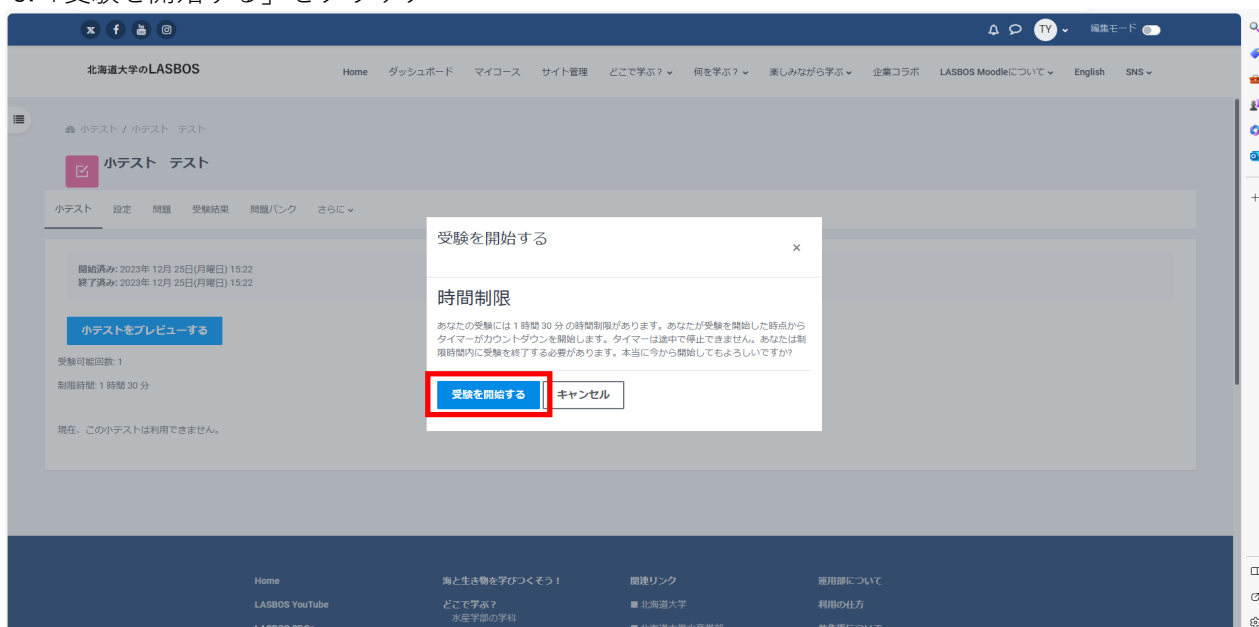 TY
編集モード
北海道大学のLASBOS
Home ダッシュボード マイコース サイト管理 どこで学ぶ? 何を学ぶ? 楽しみながら学ぶ 企業コラボ LASBOS Moodleについて English SNS
小テスト / 小テスト テスト
小テスト テスト
小テスト 設定 問題 受験結果 問題バンク さらに
開始済み: 2023年 12月 25日(月曜日) 15:22
終了済み: 2023年 12月 25日(月曜日) 15:22
小テストをプレビューする
受験可能回数: 1
制限時間: 1 時間 30 分
現在、この小テストは利用できません。
受験を開始する
×
時間制限
あなたの受験には 1 時間 30 分 の時間制限があります。あなたが受験を開始した時点から
タイマーがカウントダウンを開始します。タイマーは途中で停止できません。あなたは制
限時間内に受験を終了する必要があります。本当に今から開始してもよろしいですか?
受験を開始する キャンセル
Home 海と生き物を学びつくそう! 関連リンク 運用部について
LASBOS YouTube どこで学ぶ? ■ 北海道大学 利用の仕方
水産学部の学科